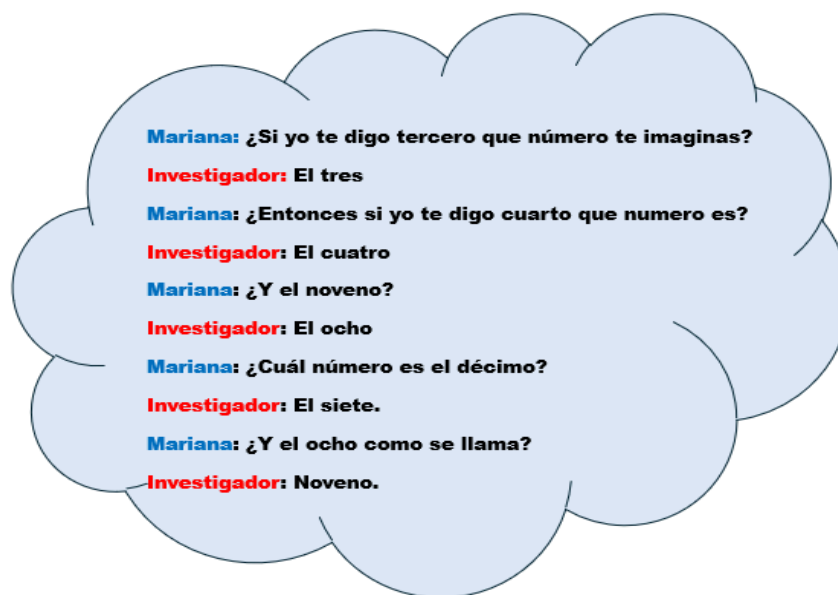 Mariana: ¿Si yo te digo tercero que número te imaginas?
Investigador: El tres
Mariana: ¿Entonces si yo te digo cuarto que numero es?
Investigador: El cuatro
Mariana: ¿Y el noveno?
Investigador: El ocho
Mariana: ¿Cuál número es el décimo?
Investigador: El siete.
Mariana: ¿Y el ocho como se llama?
Investigador: Noveno.